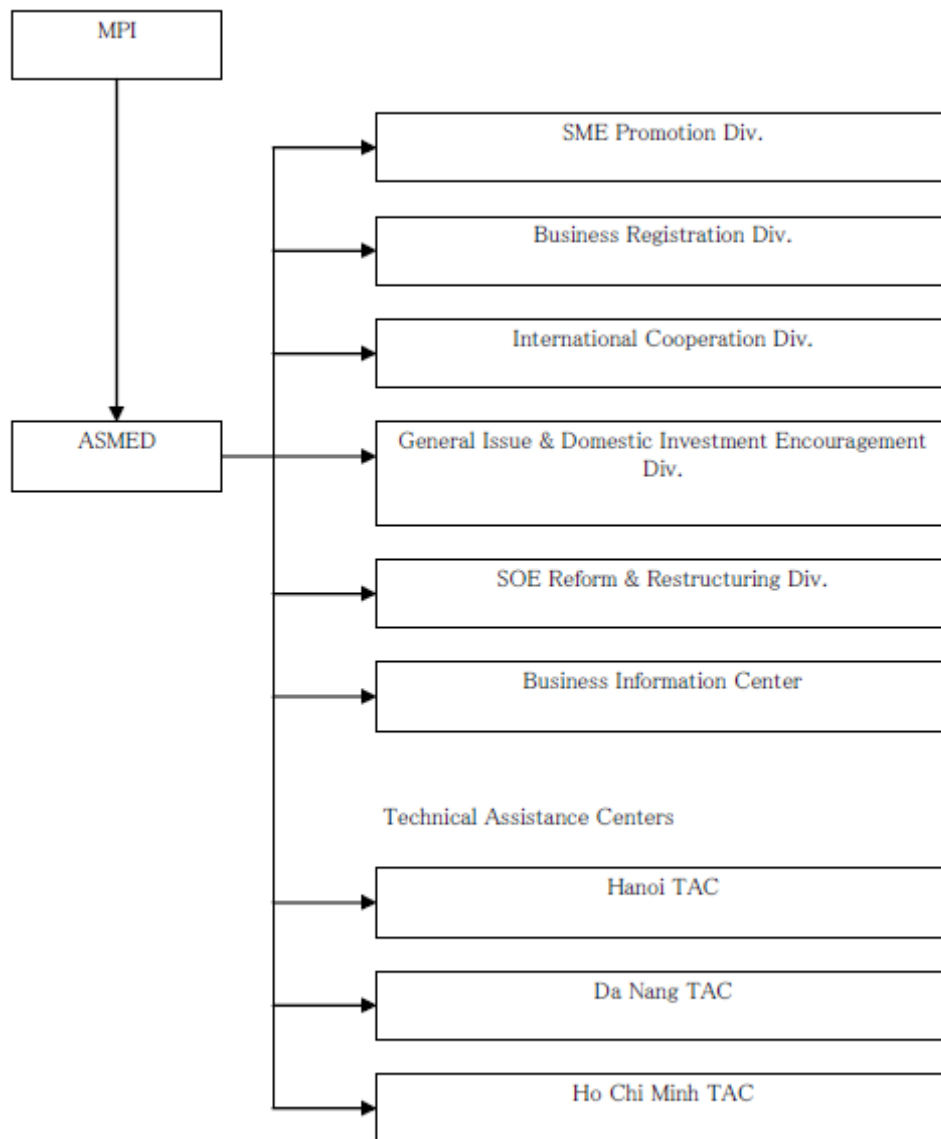 MPI
SME Promotion Div.
Business Registration Div.
International Cooperation Div.
ASMED
General Issue & Domestic Investment Encouragement
Div.
SOE Reform & Restructuring Div.
Business Information Center
Technical Assistance Centers
Hanoi TAC
Da Nang TAC
Ho Chi Minh TAC